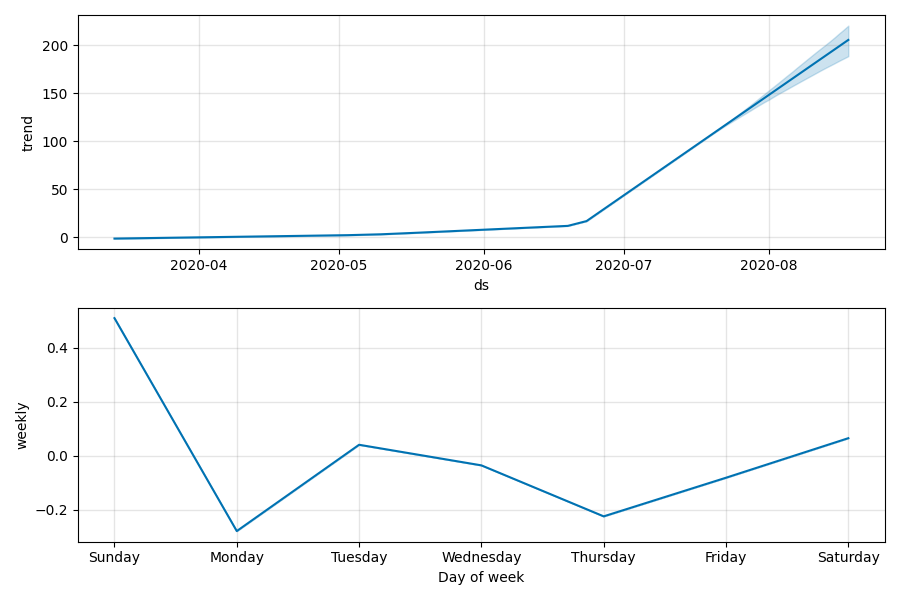 200
150
100
50
0
trend
2020-04 2020-05 2020-06 2020-07 2020-08
ds
0.4
0.2
0.0
−0.2
weekly
Sunday Monday Tuesday Wednesday Thursday Friday Saturday
Day of week